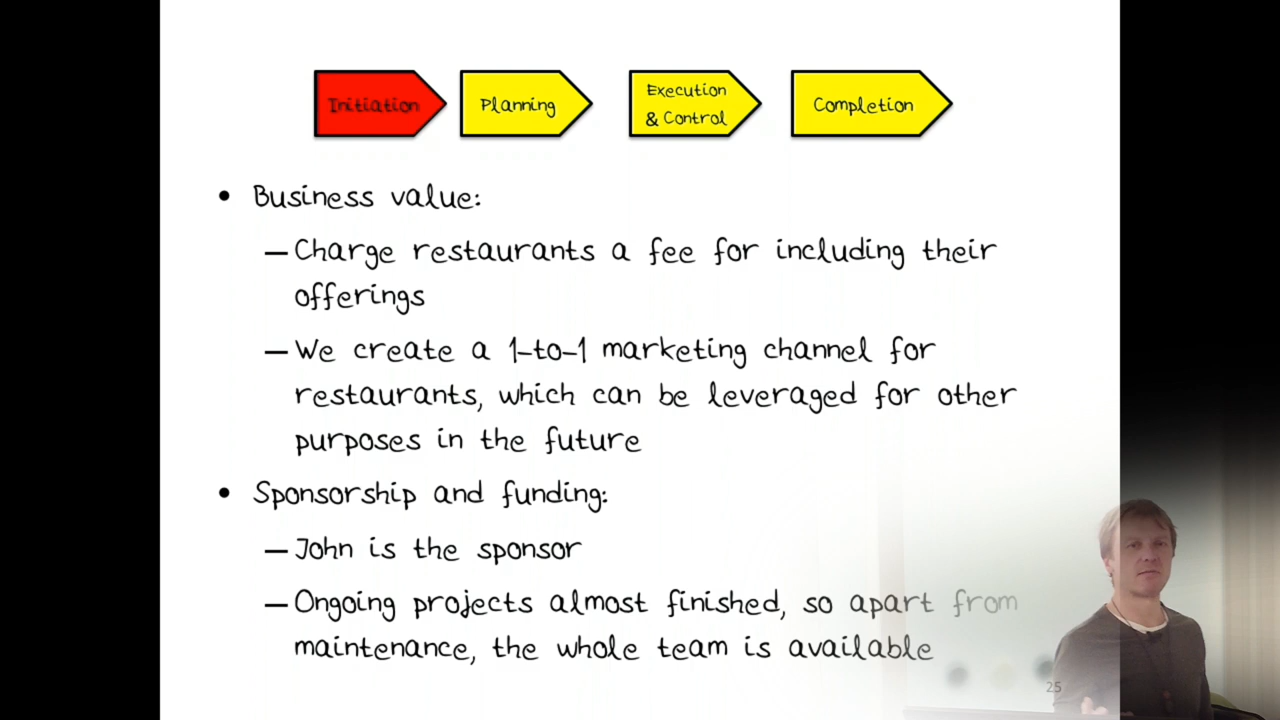 Initiation
Planning
Execution
& Control
Completion
• Business value:
– Charge restaurants a fee for including their
offerings
– We create a 1-to-1 marketing channel for
restaurants, which can be leveraged for other
purposes in the future
• Sponsorship and funding:
– John is the sponsor
– Ongoing projects almost finished, so apart from
maintenance, the whole team is available
25